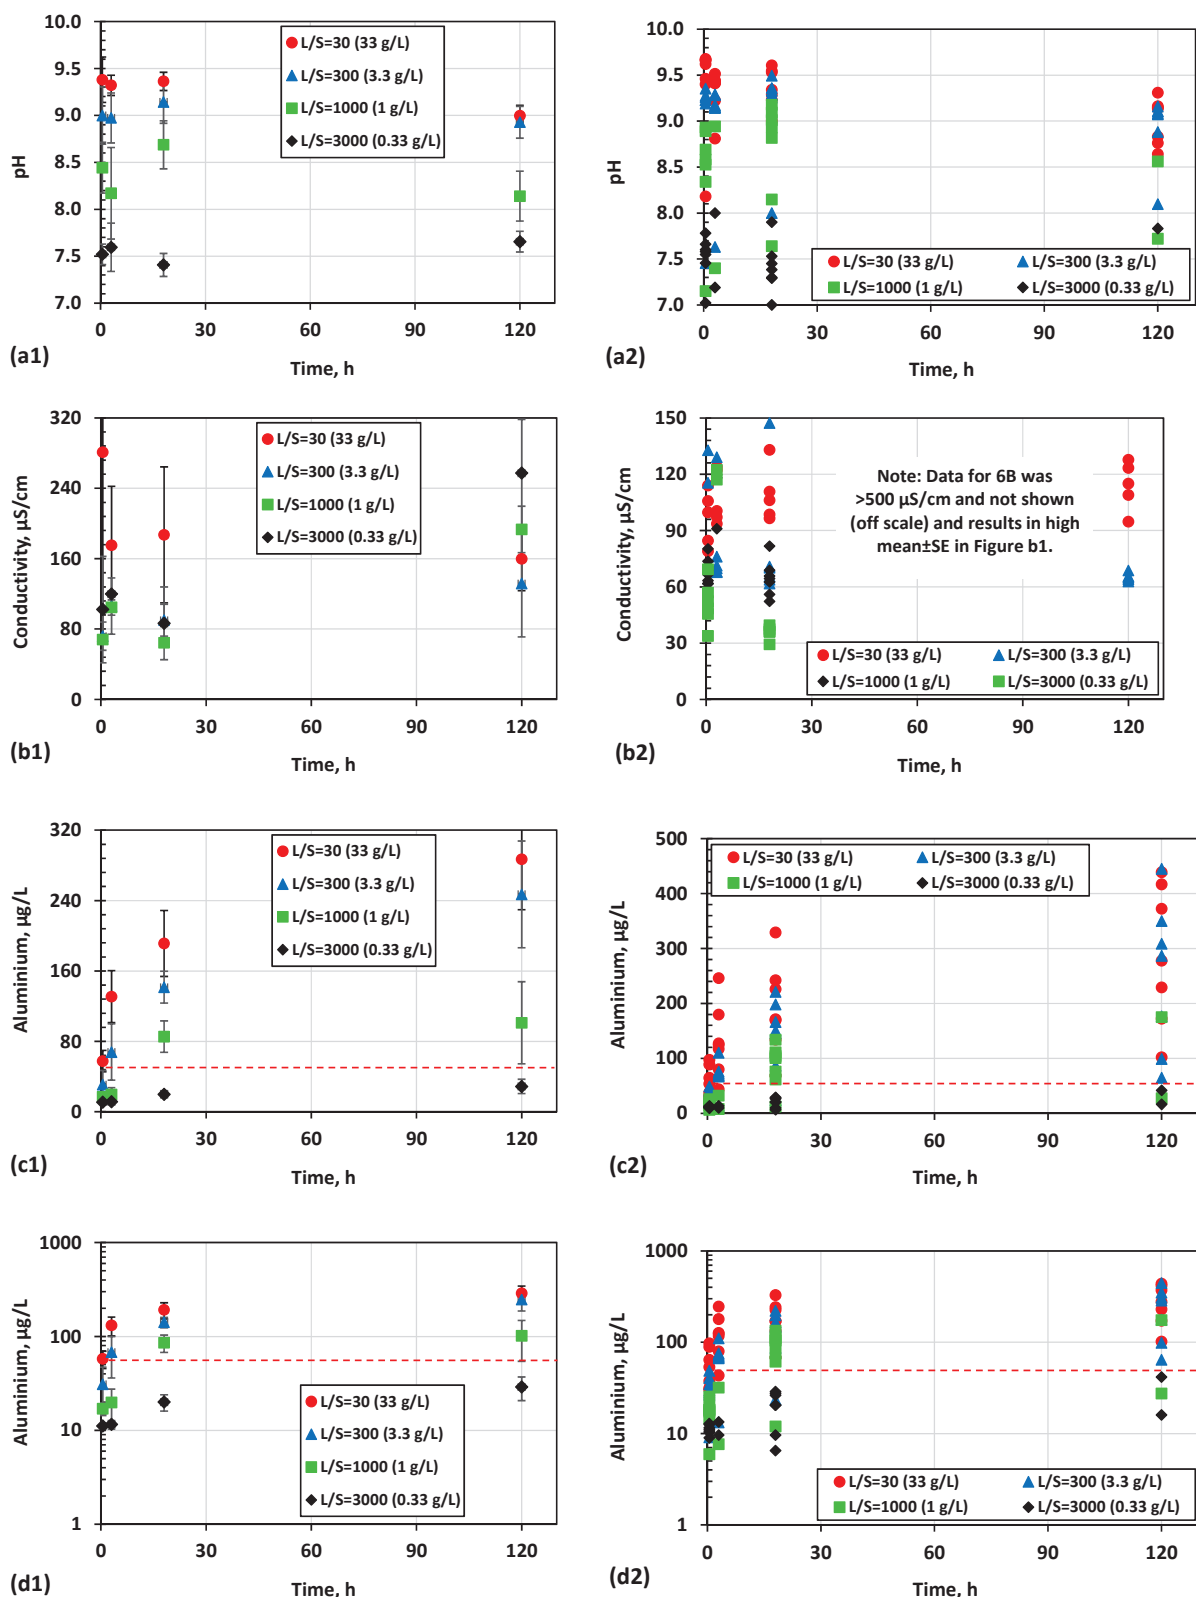 10.0
9.5
9.0
8.5
8.0
7.5
7.0
pH
L/S=30 (33 g/L)
L/S=300 (3.3 g/L)
L/S=1000 (1 g/L)
L/S=3000 (0.33 g/L)
0 30 60 90 120
Time, h
(a1)
10.0
9.5
9.0
8.5
8.0
7.5
7.0
pH
L/S=30 (33 g/L) L/S=300 (3.3 g/L)
L/S=1000 (1 g/L) L/S=3000 (0.33 g/L)
0 30 60 90 120
Time, h
(a2)
320
240
160
80
0
Conductivity, µS/cm
L/S=30 (33 g/L)
L/S=300 (3.3 g/L)
L/S=1000 (1 g/L)
L/S=3000 (0.33 g/L)
0 30 60 90 120
Time, h
(b1)
150
120
90
60
30
0
Conductivity, µS/cm
Note: Data for 6B was
>500 µS/cm and not shown
(off scale) and results in high
mean±SE in Figure b1.
L/S=30 (33 g/L) L/S=300 (3.3 g/L)
L/S=1000 (1 g/L) L/S=3000 (0.33 g/L)
0 30 60 90 120
Time, h
(b2)
320
240
160
80
0
Aluminium, µg/L
L/S=30 (33 g/L)
L/S=300 (3.3 g/L)
L/S=1000 (1 g/L)
L/S=3000 (0.33 g/L)
0 30 60 90 120
Time, h
(c1)
500
400
300
200
100
0
Aluminium, µg/L
L/S=30 (33 g/L) L/S=300 (3.3 g/L)
L/S=1000 (1 g/L) L/S=3000 (0.33 g/L)
0 30 60 90 120
Time, h
(c2)
1000
100
10
1
Aluminium, µg/L
L/S=30 (33 g/L)
L/S=300 (3.3 g/L)
L/S=1000 (1 g/L)
L/S=3000 (0.33 g/L)
0 30 60 90 120
Time, h
(d1)
1000
100
10
1
Aluminium, µg/L
L/S=30 (33 g/L) L/S=300 (3.3 g/L)
L/S=1000 (1 g/L) L/S=3000 (0.33 g/L)
0 30 60 90 120
Time, h
(d2)